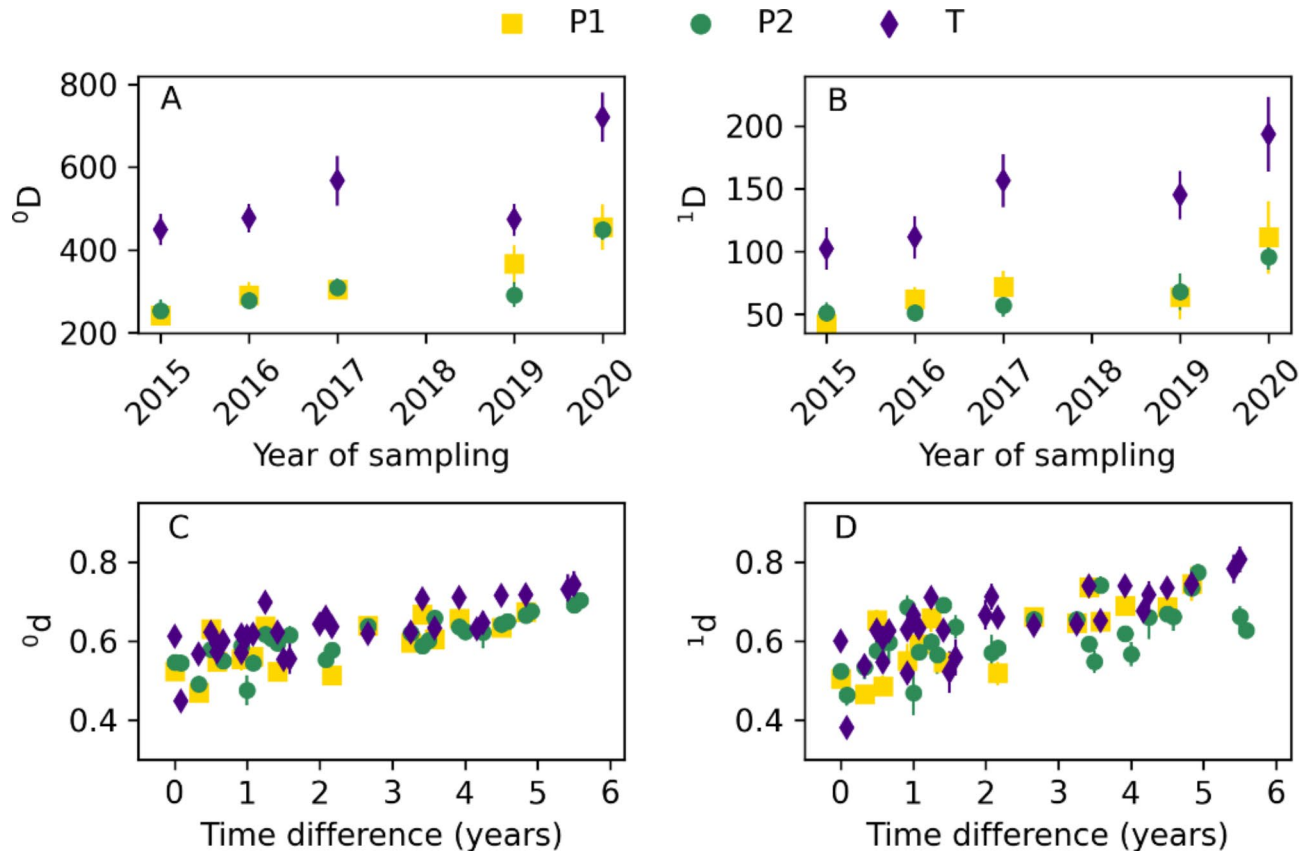 P1 P2 T
A
800
600
400
200
⁰D
2015 2016 2017 2018 2019 2020
Year of sampling
B
200
150
100
50
¹D
2015 2016 2017 2018 2019 2020
Year of sampling
C
0.8
0.6
0.4
⁰d
0 1 2 3 4 5 6
Time difference (years)
D
0.8
0.6
0.4
¹d
0 1 2 3 4 5 6
Time difference (years)